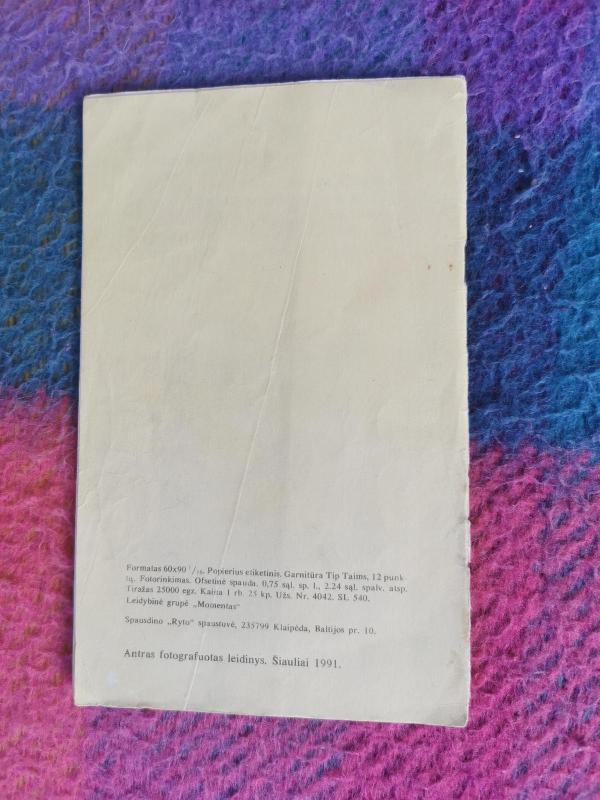 Formatas 60x90 1/16. Popierius etiketinis. Garnitūra Tip Taims, 12 punk
tų. Fotorinkimas. Ofsetinė spauda. 0,75 sąl. sp. l., 2.24 sąl. spalv. atsp.
Tiražas 25000 egz. Kaina 1 rb. 25 kp. Užs. Nr. 4042. SL 540.
Leidybinė grupė „Momentas“
Spausdino „Ryto“ spaustuvė, 235799 Klaipėda, Baltijos pr. 10.
Antras fotografuotas leidinys. Šiauliai 1991.